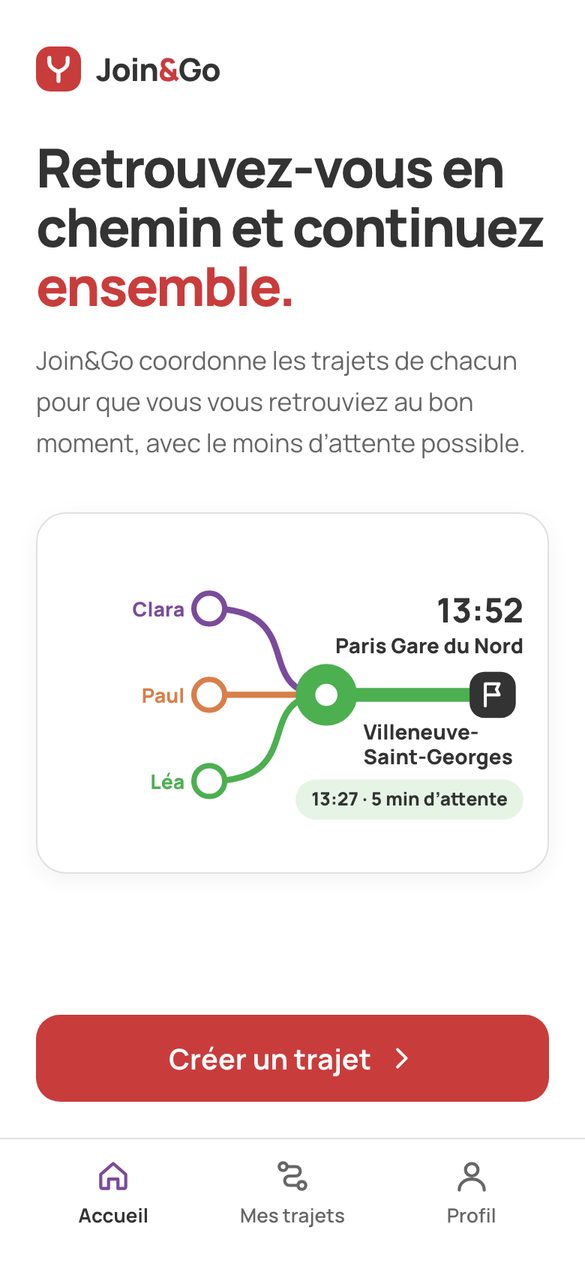 Join&Go
Retrouvez-vous en
chemin et continuez
ensemble.
Join&Go coordonne les trajets de chacun
pour que vous vous retrouviez au bon
moment, avec le moins d’attente possible.
Clara
13:52
Paris Gare du Nord
Paul
Villeneuve-
Saint-Georges
Léa
13:27 · 5 min d’attente
Créer un trajet
Accueil
Mes trajets
Profil